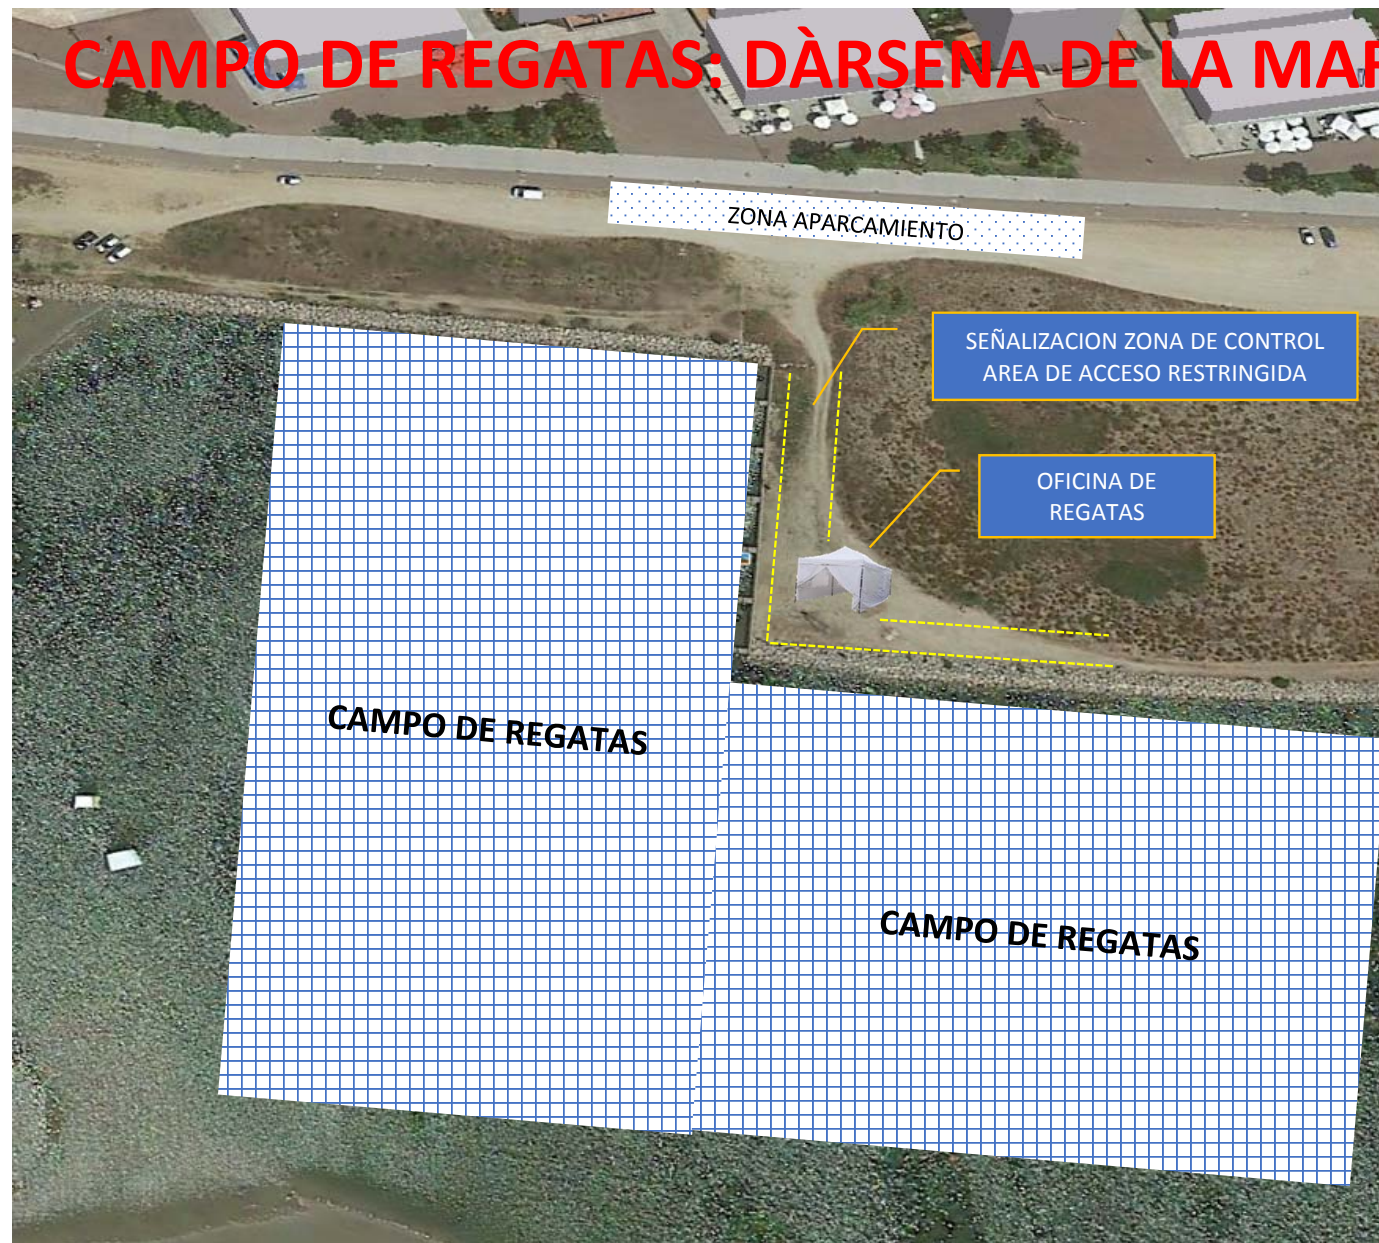 CAMPO DE REGATAS: DÀRSENA DE LA MAR
ZONA APARCAMIENTO
SEÑALIZACION ZONA DE CONTROL
AREA DE ACCESO RESTRINGIDA
OFICINA DE
REGATAS
CAMPO DE REGATAS
CAMPO DE REGATAS